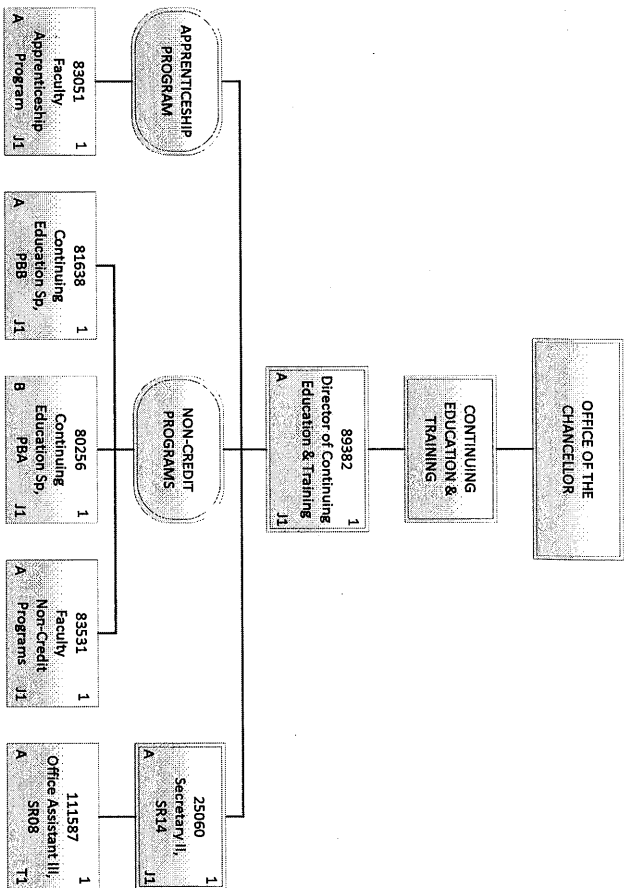 OFFICE OF THE
CHANCELLOR
CONTINUING
EDUCATION &
TRAINING
89382 1
Director of Continuing
Education & Training
A J1
APPRENTICESHIP
PROGRAM
NON-CREDIT
PROGRAMS
25060 1
Secretary II,
SR14
A J1
83051 1
Faculty
Apprenticeship
Program
A J1
81638 1
Continuing
Education Sp,
PBB
A J1
80256 1
Continuing
Education Sp,
PBA
B J1
83531 1
Faculty
Non-Credit
Programs
A J1
111587 1
Office Assistant III,
SR08
A T1